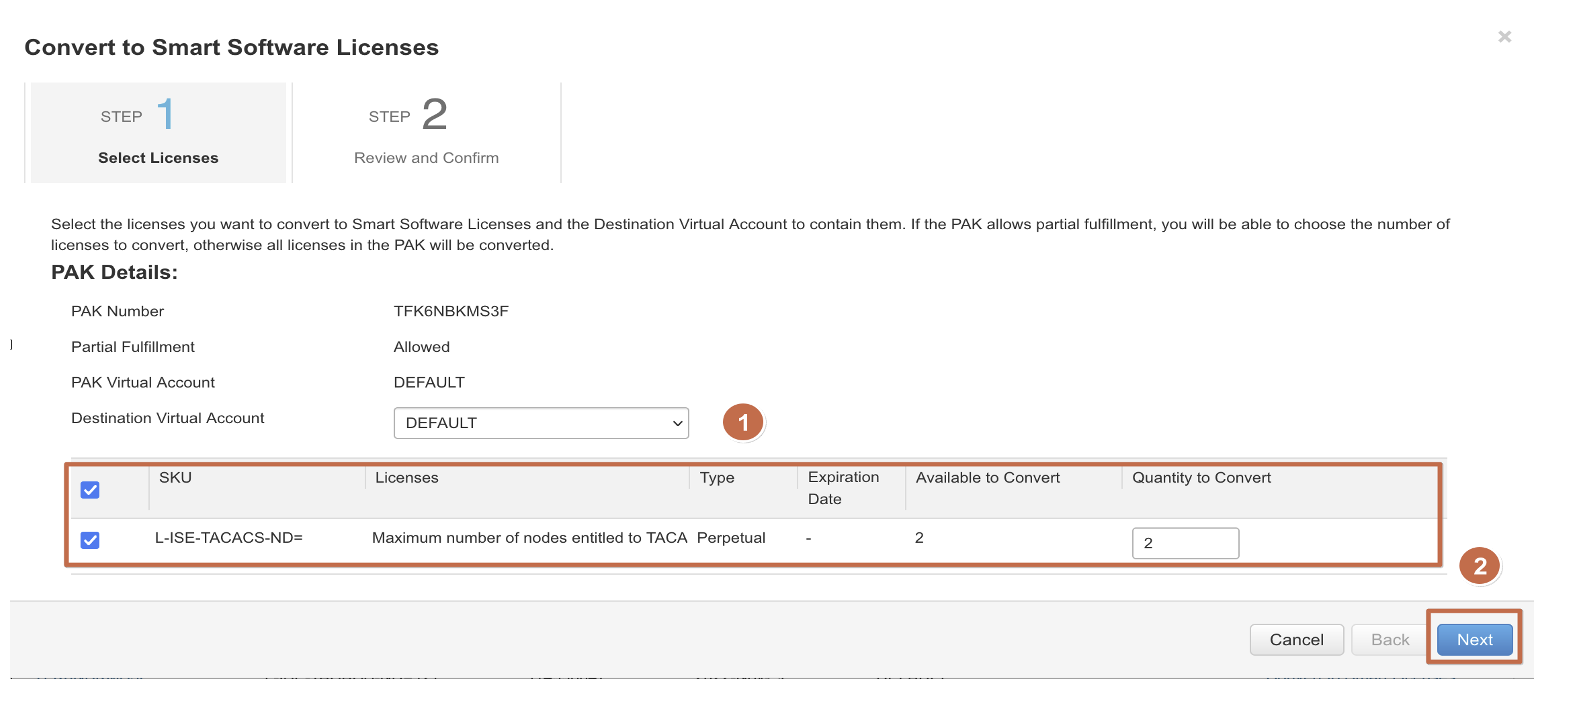 Convert to Smart Software Licenses
×
STEP 1
Select Licenses
STEP 2
Review and Confirm
Select the licenses you want to convert to Smart Software Licenses and the Destination Virtual Account to contain them. If the PAK allows partial fulfillment, you will be able to choose the number of
licenses to convert, otherwise all licenses in the PAK will be converted.
PAK Details:
PAK Number TFK6NBKMS3F
Partial Fulfillment Allowed
PAK Virtual Account DEFAULT
Destination Virtual Account DEFAULT 1
SKU Licenses Type Expiration Date Available to Convert Quantity to Convert
L-ISE-TACACS-ND= Maximum number of nodes entitled to TACA Perpetual - 2 2
2
Cancel Back Next